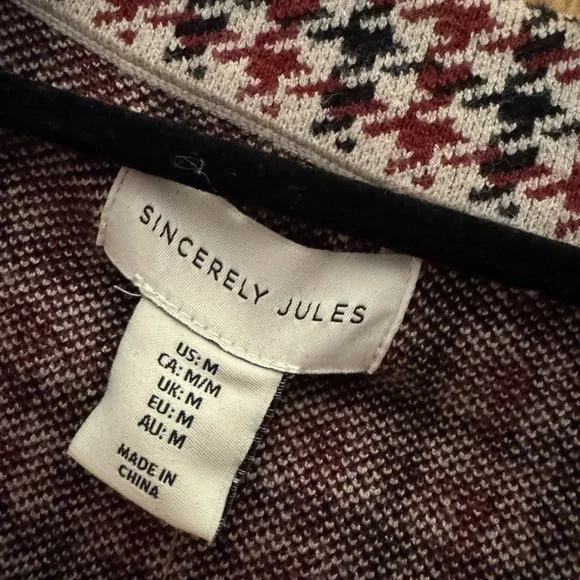 SINCERELY JULES
US: M
CA: M/M
UK: M
EU: M
AU: M
MADE IN
CHINA